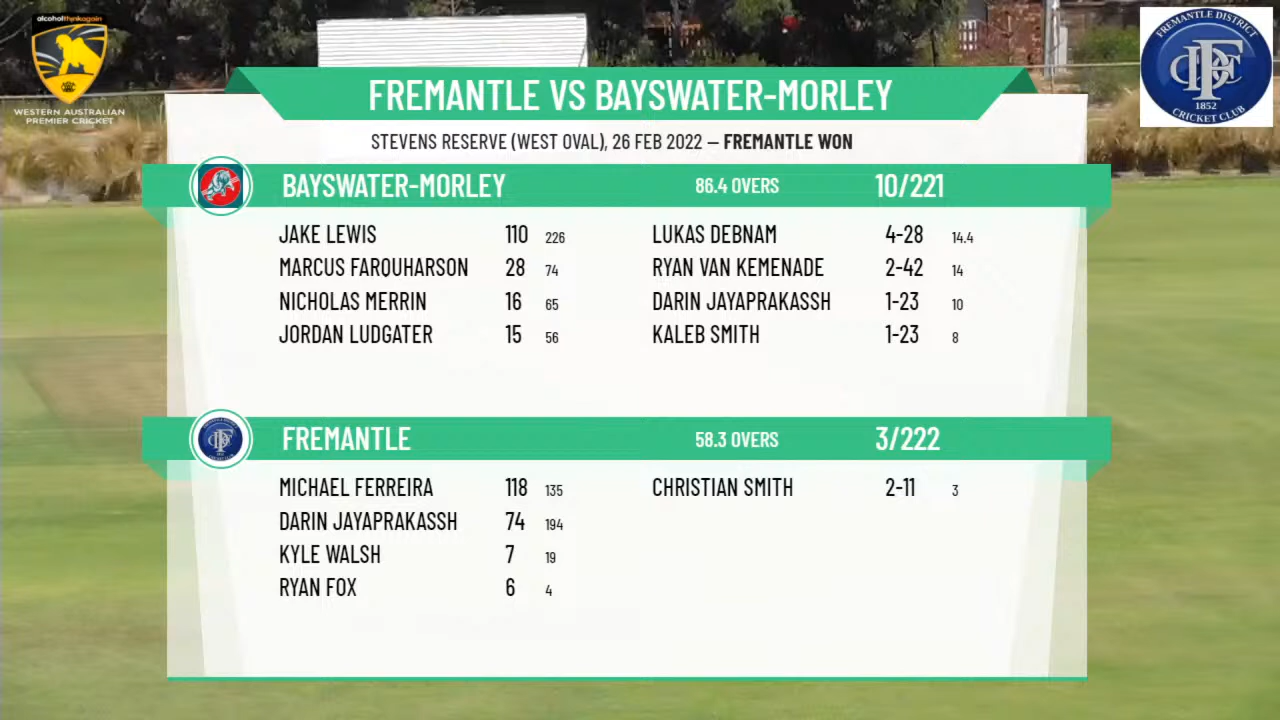 alcoholthinkagain
WESTERN AUSTRALIAN
PREMIER CRICKET
FREMANTLE DISTRICT
1852
CRICKET CLUB
FREMANTLE VS BAYSWATER-MORLEY
STEVENS RESERVE (WEST OVAL), 26 FEB 2022 – FREMANTLE WON
BAYSWATER-MORLEY 86.4 OVERS 10/221
JAKE LEWIS 110 226 LUKAS DEBNAM 4-28 14.4
MARCUS FARQUHARSON 28 74 RYAN VAN KEMENADE 2-42 14
NICHOLAS MERRIN 16 65 DARIN JAYAPRAKASSH 1-23 10
JORDAN LUDGATER 15 56 KALEB SMITH 1-23 8
FREMANTLE 58.3 OVERS 3/222
MICHAEL FERREIRA 118 135 CHRISTIAN SMITH 2-11 3
DARIN JAYAPRAKASSH 74 194
KYLE WALSH 7 19
RYAN FOX 6 4